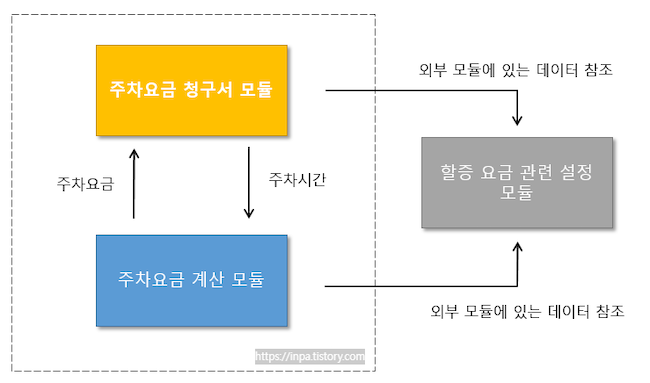 외부 모듈에 있는 데이터 참조
주차요금 청구서 모듈
할증 요금 관련 설정
모듈
주차요금
주차시간
주차요금 계산 모듈
외부 모듈에 있는 데이터 참조
https://inpa.tistory.com